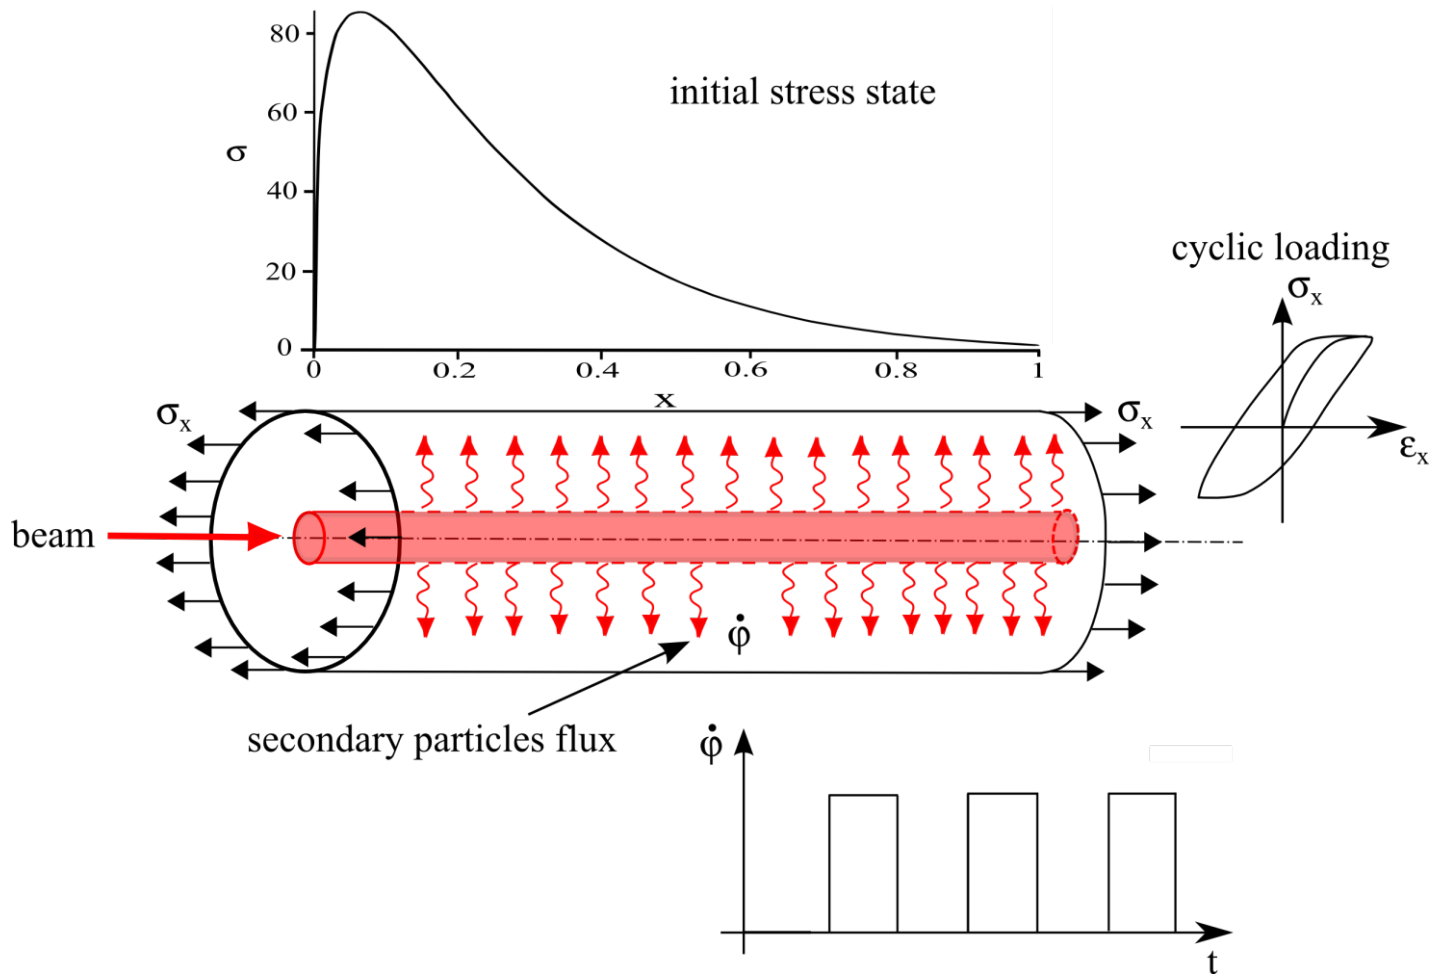 80
initial stress state
60
σ
40
20
0
0 0.2 0.4 0.6 0.8 1
x
cyclic loading
σx
εx
σx
σx
beam
φ̇
secondary particles flux
φ̇
t